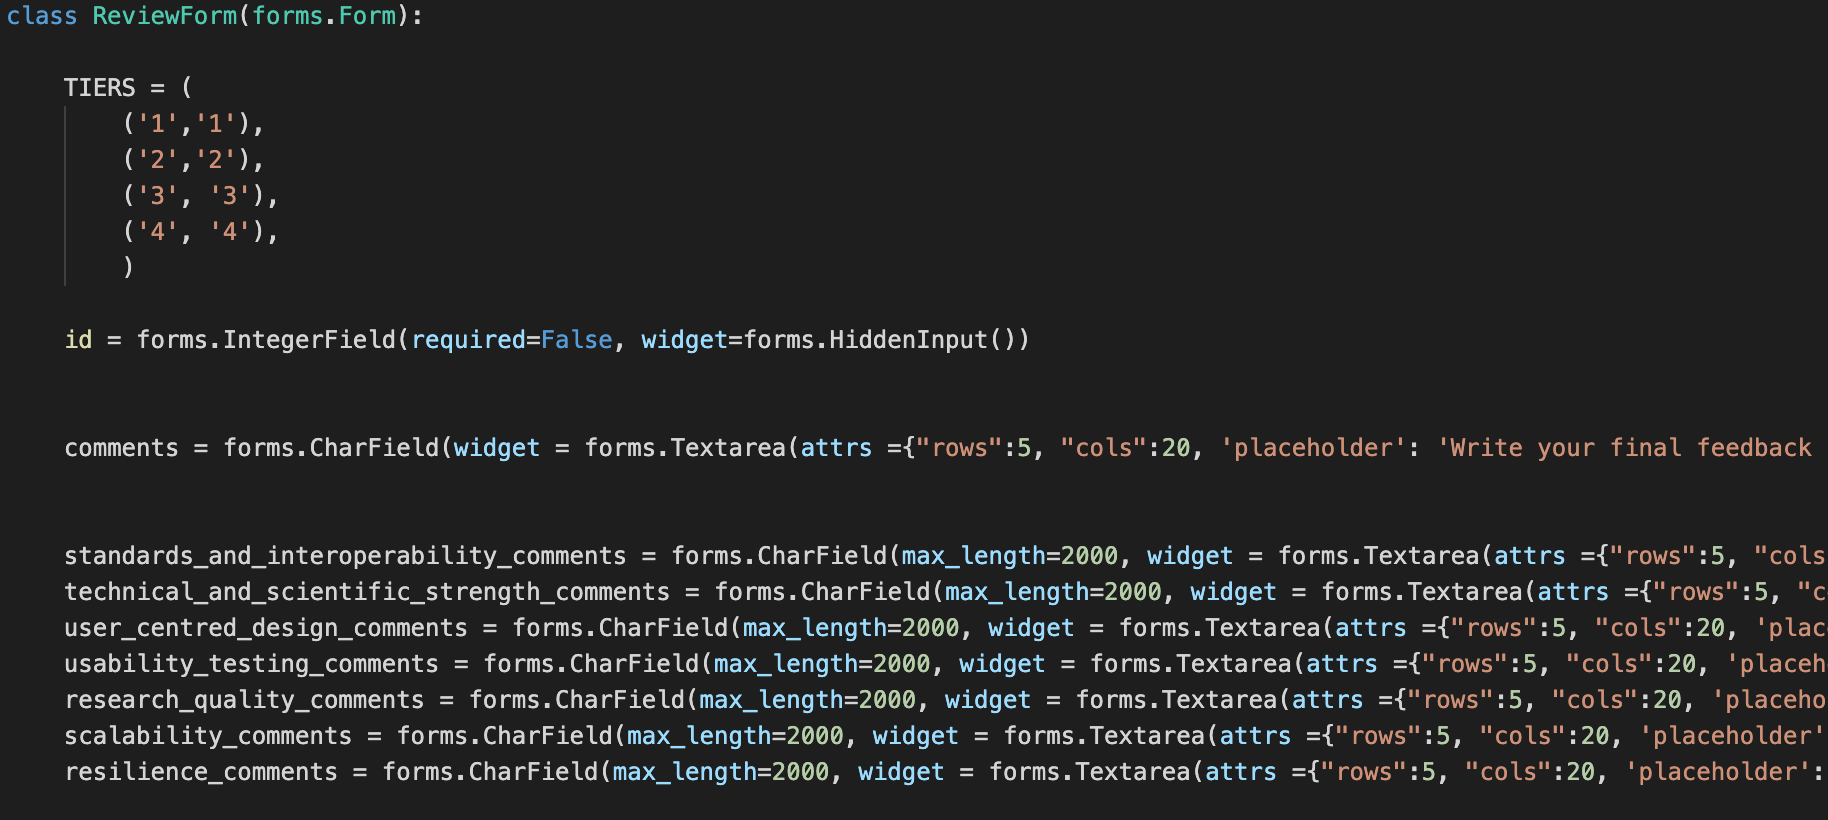 class ReviewForm(forms.Form):
TIERS = (
('1','1'),
('2','2'),
('3', '3'),
('4', '4'),
)
id = forms.IntegerField(required=False, widget=forms.HiddenInput())
comments = forms.CharField(widget = forms.Textarea(attrs ={"rows":5, "cols":20, 'placeholder': 'Write your final feedback
standards_and_interoperability_comments = forms.CharField(max_length=2000, widget = forms.Textarea(attrs ={"rows":5, "cols
technical_and_scientific_strength_comments = forms.CharField(max_length=2000, widget = forms.Textarea(attrs ={"rows":5, "c
user_centred_design_comments = forms.CharField(max_length=2000, widget = forms.Textarea(attrs ={"rows":5, "cols":20, 'plac
usability_testing_comments = forms.CharField(max_length=2000, widget = forms.Textarea(attrs ={"rows":5, "cols":20, 'placeh
research_quality_comments = forms.CharField(max_length=2000, widget = forms.Textarea(attrs ={"rows":5, "cols":20, 'placeho
scalability_comments = forms.CharField(max_length=2000, widget = forms.Textarea(attrs ={"rows":5, "cols":20, 'placeholder'
resilience_comments = forms.CharField(max_length=2000, widget = forms.Textarea(attrs ={"rows":5, "cols":20, 'placeholder':